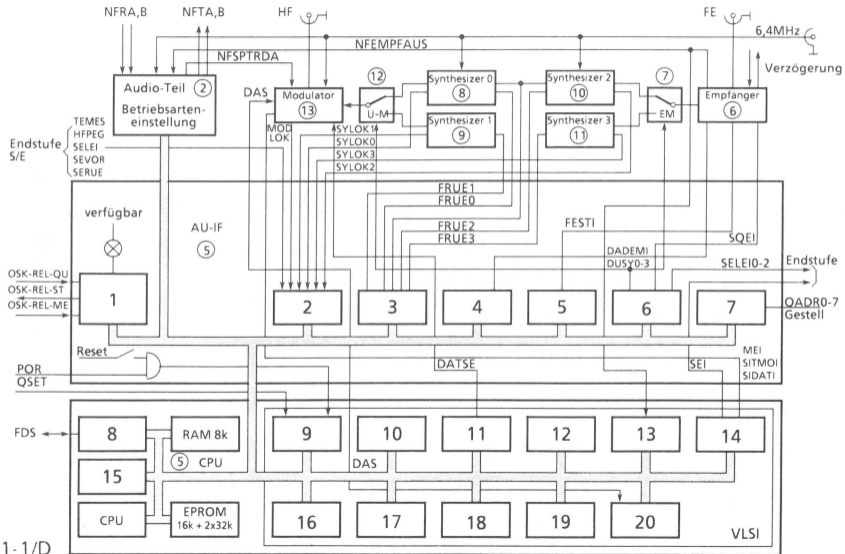 NFRA,B
NFTA,B
HF
FE
6,4MHz
NFEMPFAUS
Verzögerung
NFSPTRDA
Audio-Teil
2
Betriebsarten-
einstellung
DAS
Modulator
13
12
U-M
Synthesizer 0
8
Synthesizer 1
9
Synthesizer 2
10
Synthesizer 3
11
7
EM
Empfänger
6
MOD
LOK
SYLOK1
SYLOK0
SYLOK3
SYLOK2
Endstufe
S/E
TEMES
HFPEG
SELEI
SEVOR
SERUE
FRUE1
FRUE0
FRUE2
FRUE3
verfügbar
AU-IF
5
FESTI
SQEI
DADEMI
DUSY0-3
SELEI0-2
Endstufe
OSK-REL-QU
OSK-REL-ST
OSK-REL-ME
1
2
3
4
5
6
7
QADR0-7
Gestell
Reset
POR
QSET
DATSE
SEI
MEI
SITMOI
SIDATI
FDS
8
RAM 8k
5
CPU
15
CPU
EPROM
16k + 2x32k
9
10
11
12
13
14
DAS
16
17
18
19
20
VLSI
1-1/D